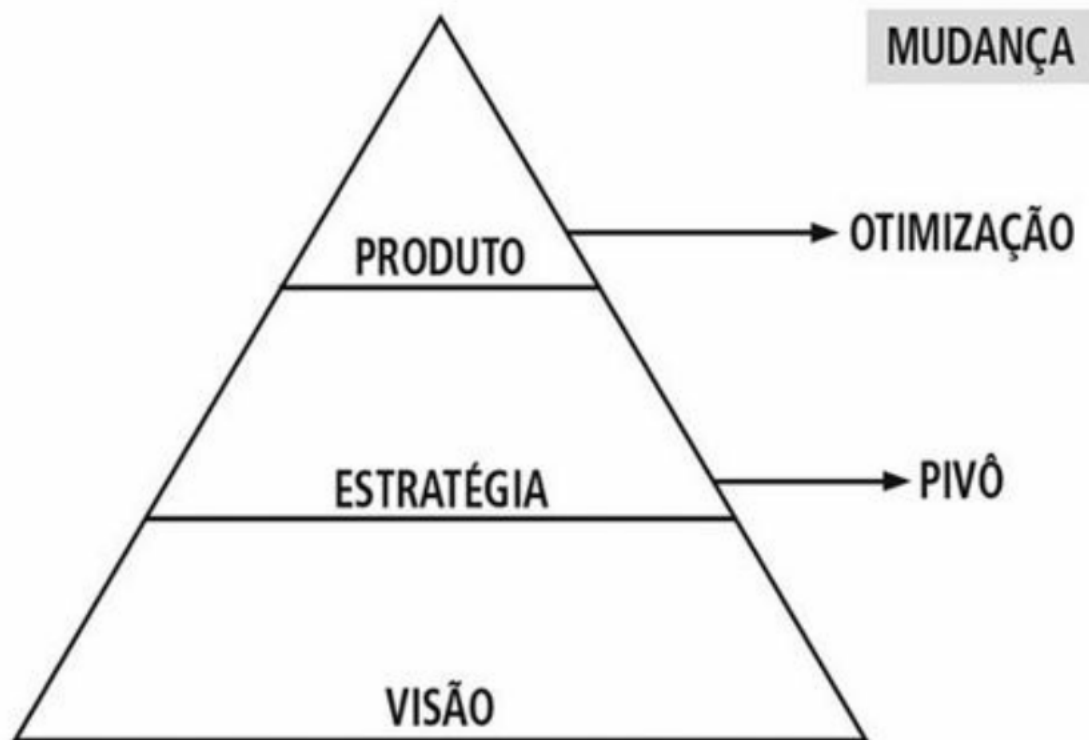 MUDANÇA
PRODUTO
OTIMIZAÇÃO
ESTRATÉGIA
PIVÔ
VISÃO